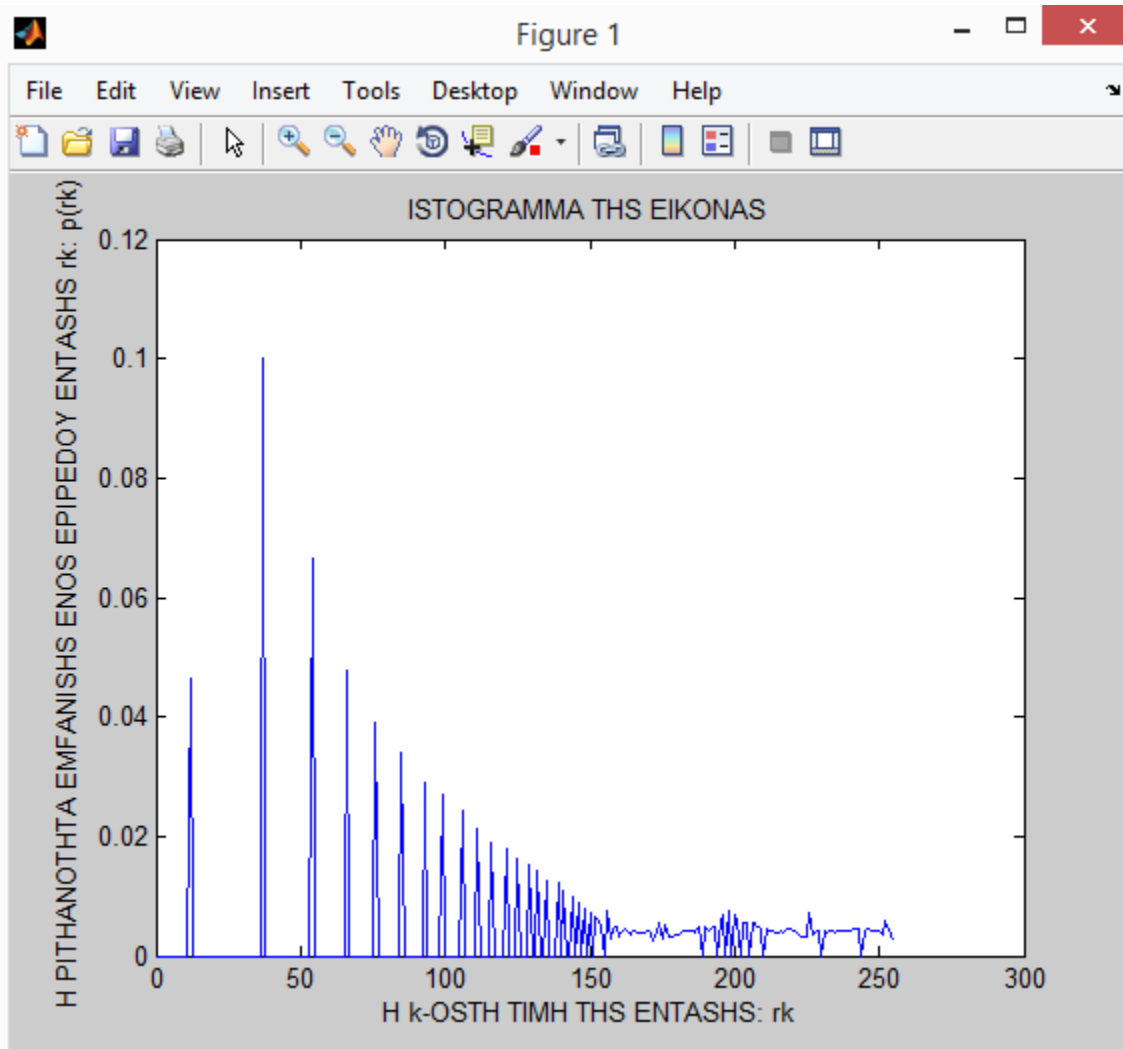 Figure 1
File Edit View Insert Tools Desktop Window Help
ISTOGRAMMA THS EIKONAS
H PITHANOTHTA EMFANISHS ENOS EPIPEDOY ENTASHS rk: p(rk)
0.12
0.1
0.08
0.06
0.04
0.02
0
0 50 100 150 200 250 300
H k-OSTH TIMH THS ENTASHS: rk